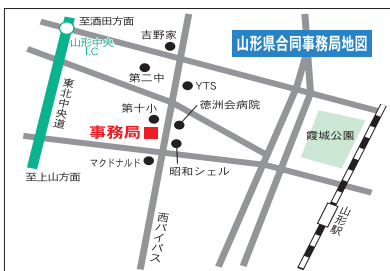 至酒田方面
吉野家
山形県合同事務局地図
山形中央
I.C
第二中
YTS
東北中央道
第十小
徳洲会病院
事務局
霞城公園
マクドナルド
昭和シェル
至上山方面
西バイパス
山形駅